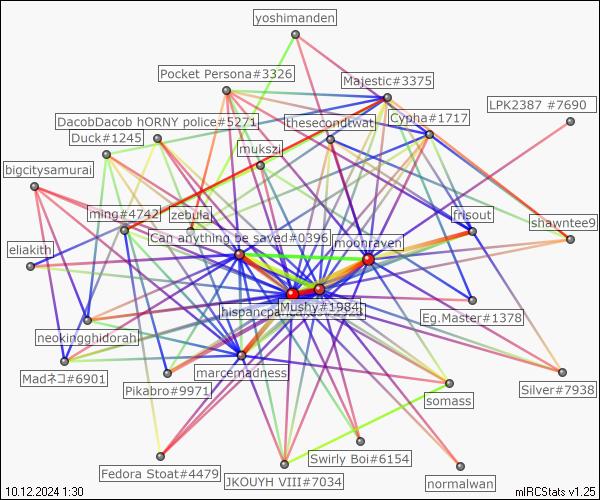 yoshimanden
Pocket Persona#3326
Majestic#3375
LPK2387 #7690
DacobDacob hORNY police#5271
thesecondtwat
Cypha#1717
Duck#1245
mukszi
bigcitysamurai
ming#4742
zebula
frisout
shawntee9
Can anything be saved#0396
moonraven
eliakith
Mushy#1984
Eg.Master#1378
neokingghidorah
marcemadness
Madネコ#6901
Pikabro#9971
somass
Silver#7938
Swirly Boi#6154
Fedora Stoat#4479
JKOUYH VIII#7034
normalwan
10.12.2024 1:30
mIRCStats v1.25